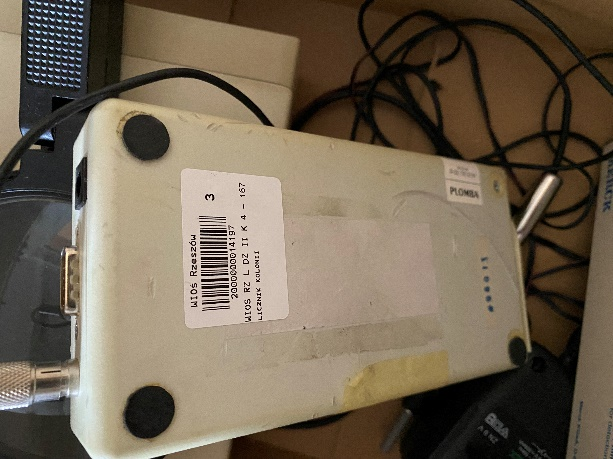 WIOŚ Rzeszów
3
2000000014197
WIOŚ RZ L DZ II K 4 - 167
LICZNIK KOLONII
PLOMBA